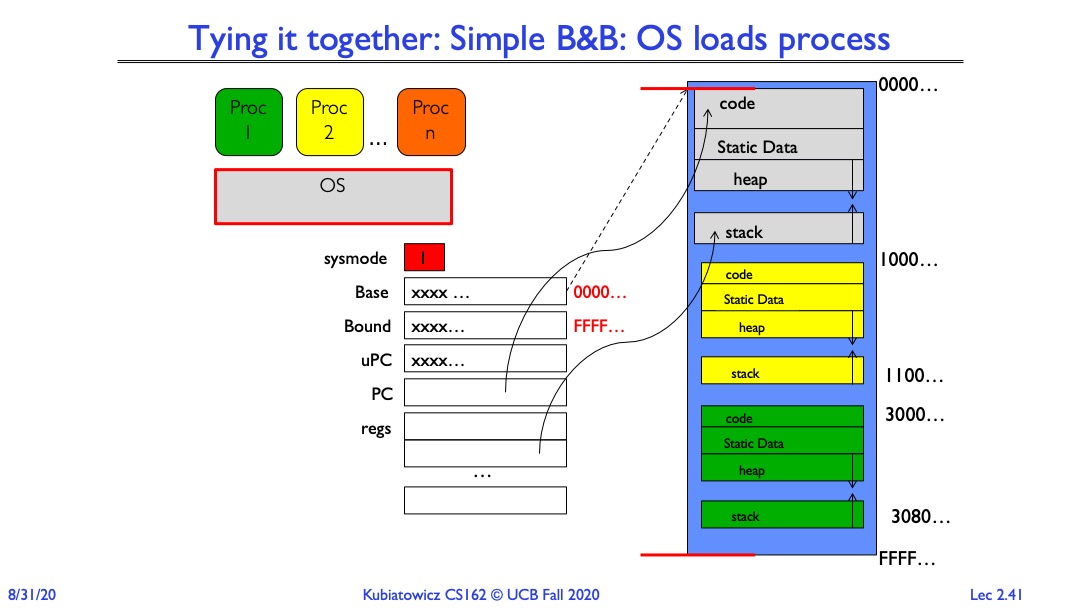 Tying it together: Simple B&B: OS loads process
Proc
1
Proc
2
...
Proc
n
OS
sysmode
1
Base
xxxx ...
0000...
Bound
xxxx...
FFFF...
uPC
xxxx...
PC
regs
...
0000...
code
Static Data
heap
stack
1000...
code
Static Data
heap
stack
1100...
3000...
code
Static Data
heap
stack
3080...
FFFF...
8/31/20
Kubiatowicz CS162 © UCB Fall 2020
Lec 2.41